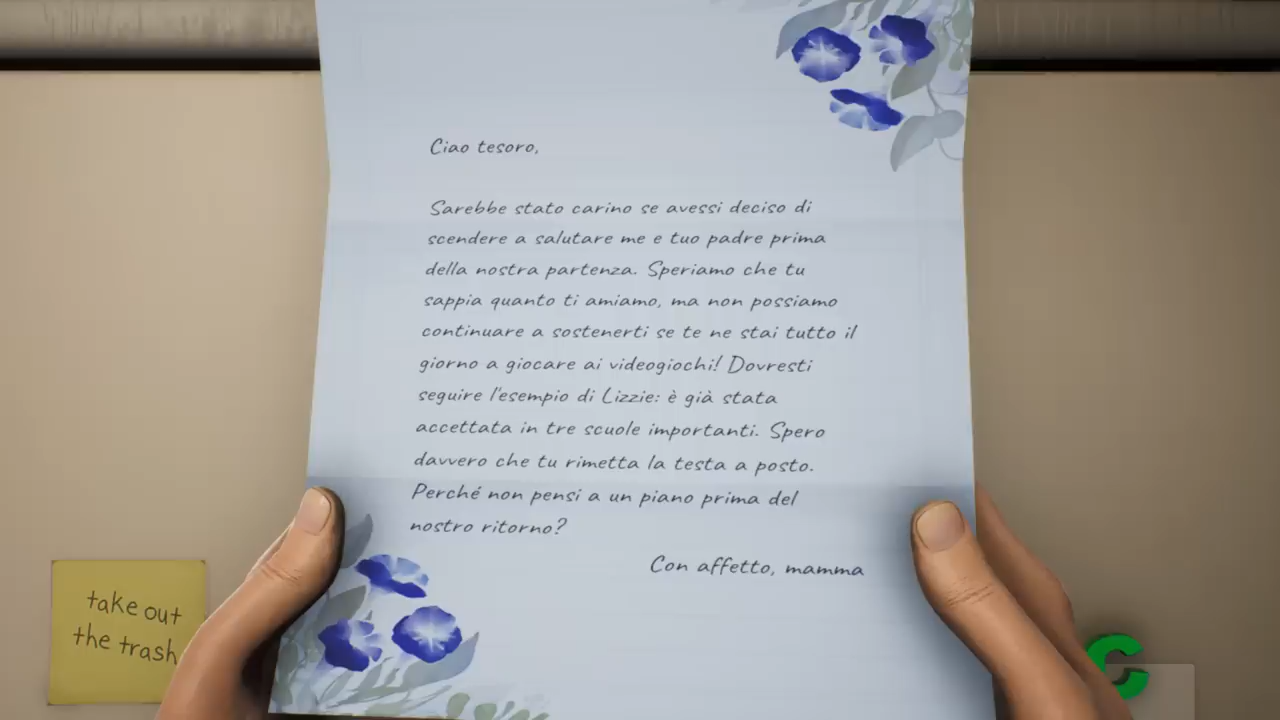 Ciao tesoro,
Sarebbe stato carino se avessi deciso di
scendere a salutare me e tuo padre prima
della nostra partenza. Speriamo che tu
sappia quanto ti amiamo, ma non possiamo
continuare a sostenerti se te ne stai tutto il
giorno a giocare ai videogiochi! Dovresti
seguire l'esempio di Lizzie: è già stata
accettata in tre scuole importanti. Spero
davvero che tu rimetta la testa a posto.
Perché non pensi a un piano prima del
nostro ritorno?
Con affetto, mamma
take out
the trash
C